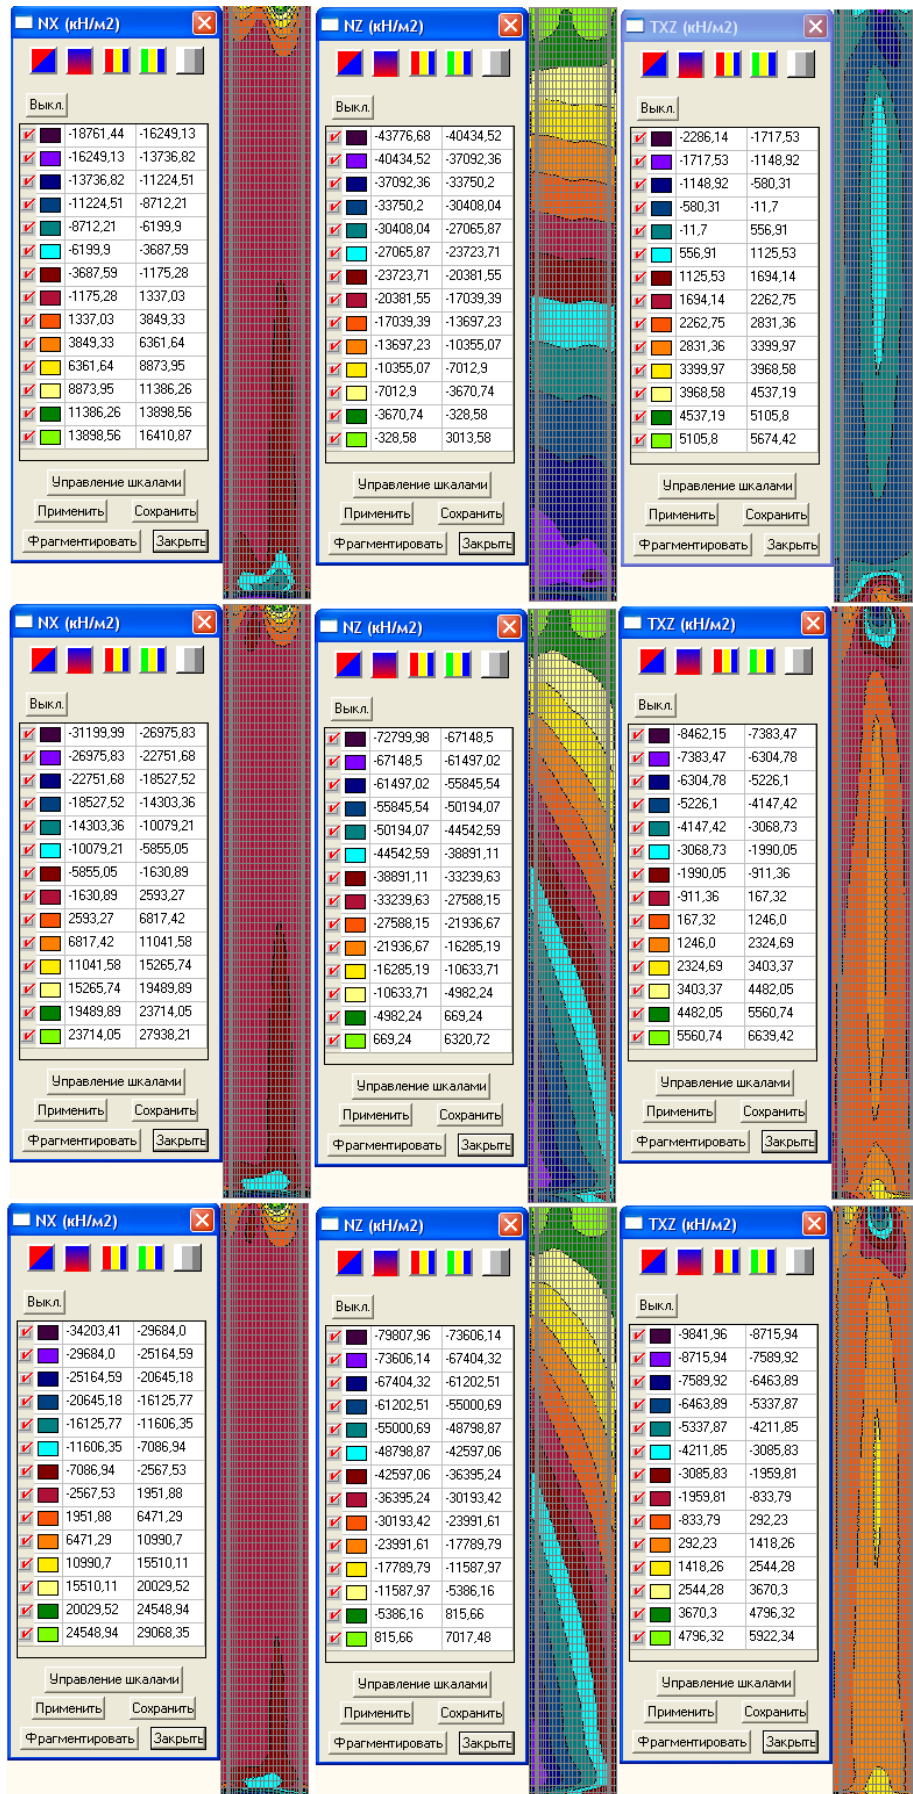 NX (кН/м2)
Выкл.
-18761,44 -16249,13
-16249,13 -13736,82
-13736,82 -11224,51
-11224,51 -8712,21
-8712,21 -6199,9
-6199,9 -3687,59
-3687,59 -1175,28
-1175,28 1337,03
1337,03 3849,33
3849,33 6361,64
6361,64 8873,95
8873,95 11386,26
11386,26 13898,56
13898,56 16410,87
Управление шкалами
Применить Сохранить
Фрагментировать Закрыть
NZ (кН/м2)
Выкл.
-43776,68 -40434,52
-40434,52 -37092,36
-37092,36 -33750,2
-33750,2 -30408,04
-30408,04 -27065,87
-27065,87 -23723,71
-23723,71 -20381,55
-20381,55 -17039,39
-17039,39 -13697,23
-13697,23 -10355,07
-10355,07 -7012,9
-7012,9 -3670,74
-3670,74 -328,58
-328,58 3013,58
Управление шкалами
Применить Сохранить
Фрагментировать Закрыть
TXZ (кН/м2)
Выкл.
-2286,14 -1717,53
-1717,53 -1148,92
-1148,92 -580,31
-580,31 -11,7
-11,7 556,91
556,91 1125,53
1125,53 1694,14
1694,14 2262,75
2262,75 2831,36
2831,36 3399,97
3399,97 3968,58
3968,58 4537,19
4537,19 5105,8
5105,8 5674,42
Управление шкалами
Применить Сохранить
Фрагментировать Закрыть
NX (кН/м2)
Выкл.
-31199,99 -26975,83
-26975,83 -22751,68
-22751,68 -18527,52
-18527,52 -14303,36
-14303,36 -10079,21
-10079,21 -5855,05
-5855,05 -1630,89
-1630,89 2593,27
2593,27 6817,42
6817,42 11041,58
11041,58 15265,74
15265,74 19489,89
19489,89 23714,05
23714,05 27938,21
Управление шкалами
Применить Сохранить
Фрагментировать Закрыть
NZ (кН/м2)
Выкл.
-72799,98 -67148,5
-67148,5 -61497,02
-61497,02 -55845,54
-55845,54 -50194,07
-50194,07 -44542,59
-44542,59 -38891,11
-38891,11 -33239,63
-33239,63 -27588,15
-27588,15 -21936,67
-21936,67 -16285,19
-16285,19 -10633,71
-10633,71 -4982,24
-4982,24 669,24
669,24 6320,72
Управление шкалами
Применить Сохранить
Фрагментировать Закрыть
TXZ (кН/м2)
Выкл.
-8462,15 -7383,47
-7383,47 -6304,78
-6304,78 -5226,1
-5226,1 -4147,42
-4147,42 -3068,73
-3068,73 -1990,05
-1990,05 -911,36
-911,36 167,32
167,32 1246,0
1246,0 2324,69
2324,69 3403,37
3403,37 4482,05
4482,05 5560,74
5560,74 6639,42
Управление шкалами
Применить Сохранить
Фрагментировать Закрыть
NX (кН/м2)
Выкл.
-34203,41 -29684,0
-29684,0 -25164,59
-25164,59 -20645,18
-20645,18 -16125,77
-16125,77 -11606,35
-11606,35 -7086,94
-7086,94 -2567,53
-2567,53 1951,88
1951,88 6471,29
6471,29 10990,7
10990,7 15510,11
15510,11 20029,52
20029,52 24548,94
24548,94 29068,35
Управление шкалами
Применить Сохранить
Фрагментировать Закрыть
NZ (кН/м2)
Выкл.
-79807,96 -73606,14
-73606,14 -67404,32
-67404,32 -61202,51
-61202,51 -55000,69
-55000,69 -48798,87
-48798,87 -42597,06
-42597,06 -36395,24
-36395,24 -30193,42
-30193,42 -23991,61
-23991,61 -17789,79
-17789,79 -11587,97
-11587,97 -5386,16
-5386,16 815,66
815,66 7017,48
Управление шкалами
Применить Сохранить
Фрагментировать Закрыть
TXZ (кН/м2)
Выкл.
-9841,96 -8715,94
-8715,94 -7589,92
-7589,92 -6463,89
-6463,89 -5337,87
-5337,87 -4211,85
-4211,85 -3085,83
-3085,83 -1959,81
-1959,81 -833,79
-833,79 292,23
292,23 1418,26
1418,26 2544,28
2544,28 3670,3
3670,3 4796,32
4796,32 5922,34
Управление шкалами
Применить Сохранить
Фрагментировать Закрыть